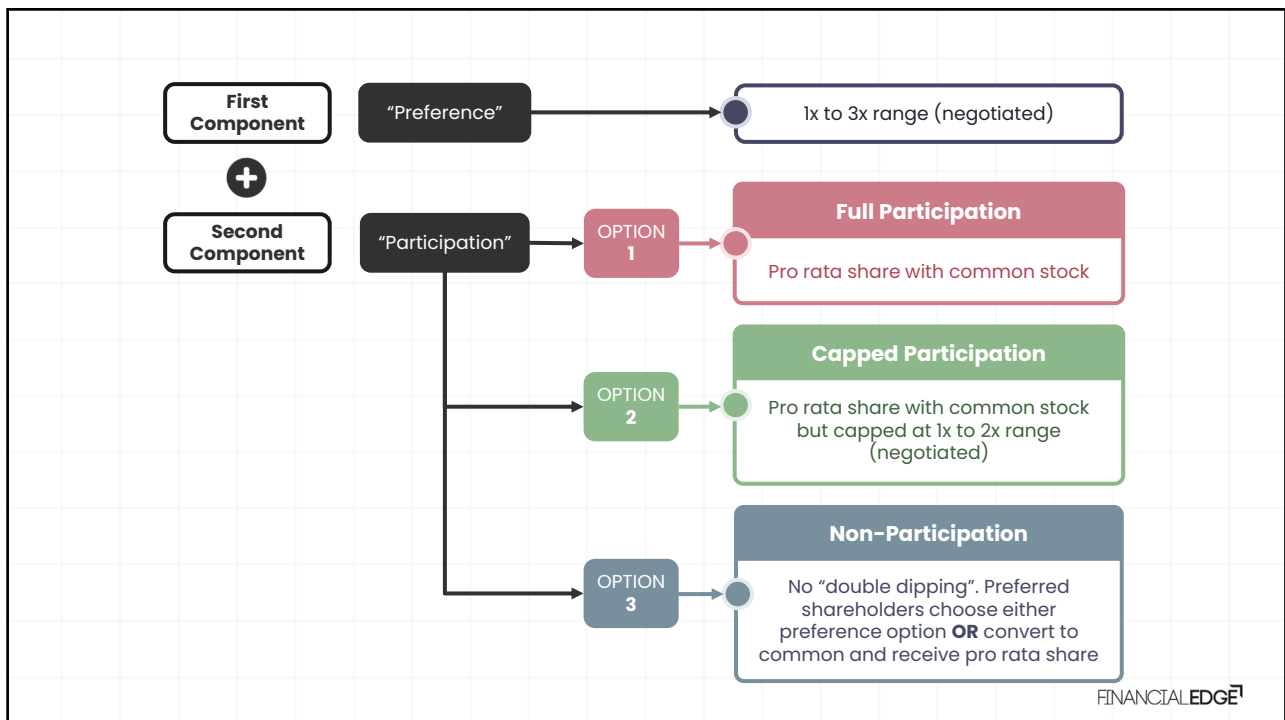 First
Component
“Preference”
1x to 3x range (negotiated)
Second
Component
“Participation”
OPTION
1
Full Participation
Pro rata share with common stock
OPTION
2
Capped Participation
Pro rata share with common stock
but capped at 1x to 2x range
(negotiated)
OPTION
3
Non-Participation
No “double dipping”. Preferred
shareholders choose either
preference option OR convert to
common and receive pro rata share
FINANCIALEDGE